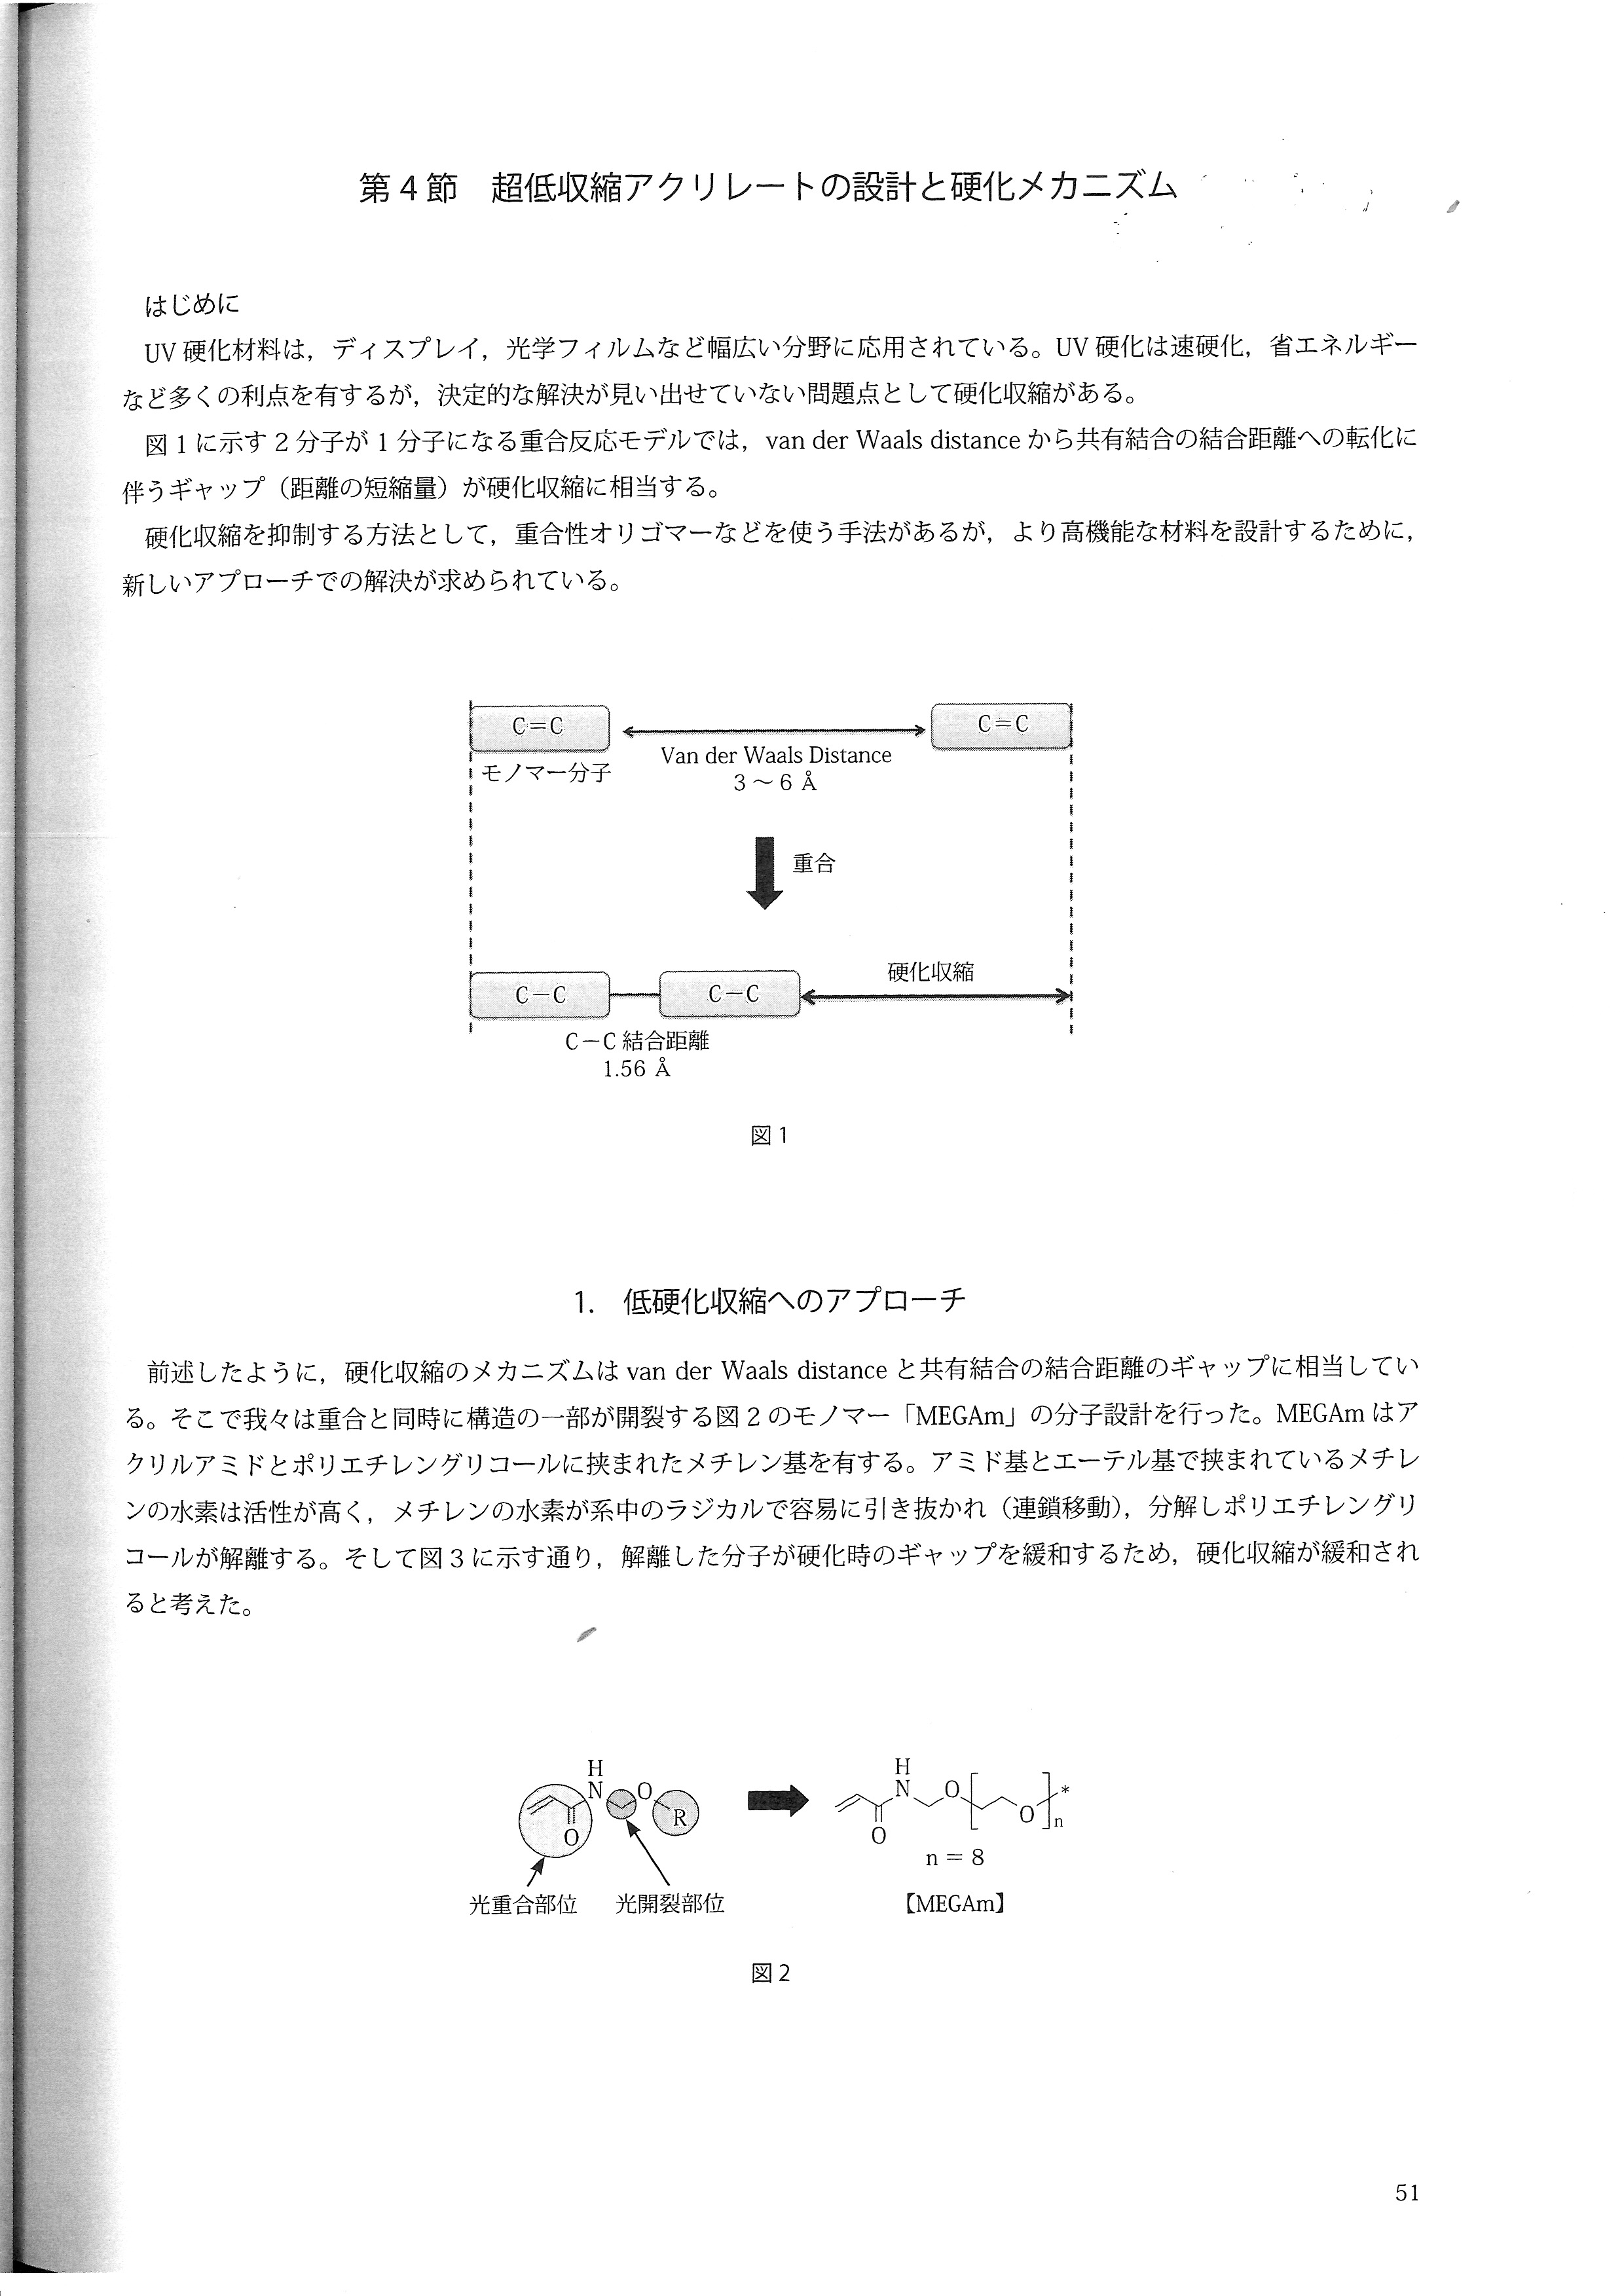 第4節　超低収縮アクリレートの設計と硬化メカニズム
はじめに
UV 硬化材料は，ディスプレイ，光学フィルムなど幅広い分野に応用されている。UV 硬化は速硬化，省エネルギー
など多くの利点を有するが，決定的な解決が見い出せていない問題点として硬化収縮がある。
図 1 に示す 2 分子が 1 分子になる重合反応モデルでは，van der Waals distance から共有結合の結合距離への転化に
伴うギャップ（距離の短縮量）が硬化収縮に相当する。
硬化収縮を抑制する方法として，重合性オリゴマーなどを使う手法があるが，より高機能な材料を設計するために，
新しいアプローチでの解決が求められている。
C＝C
C＝C
Van der Waals Distance
モノマー分子
3 ～ 6 Å
重合
硬化収縮
C－C
C－C
C－C 結合距離
1.56 Å
図 1
1.　低硬化収縮へのアプローチ
前述したように，硬化収縮のメカニズムは van der Waals distance と共有結合の結合距離のギャップに相当してい
る。そこで我々は重合と同時に構造の一部が開裂する図 2 のモノマー「MEGAm」の分子設計を行った。MEGAm はア
クリルアミドとポリエチレングリコールに挟まれたメチレン基を有する。アミド基とエーテル基で挟まれているメチレ
ンの水素は活性が高く，メチレンの水素が系中のラジカルで容易に引き抜かれ（連鎖移動），分解しポリエチレングリ
コールが解離する。そして図 3 に示す通り，解離した分子が硬化時のギャップを緩和するため，硬化収縮が緩和され
ると考えた。
H
N
O
R
O
H
N
O
O
*
n
O
n = 8
光重合部位
光開裂部位
【MEGAm】
図 2
51